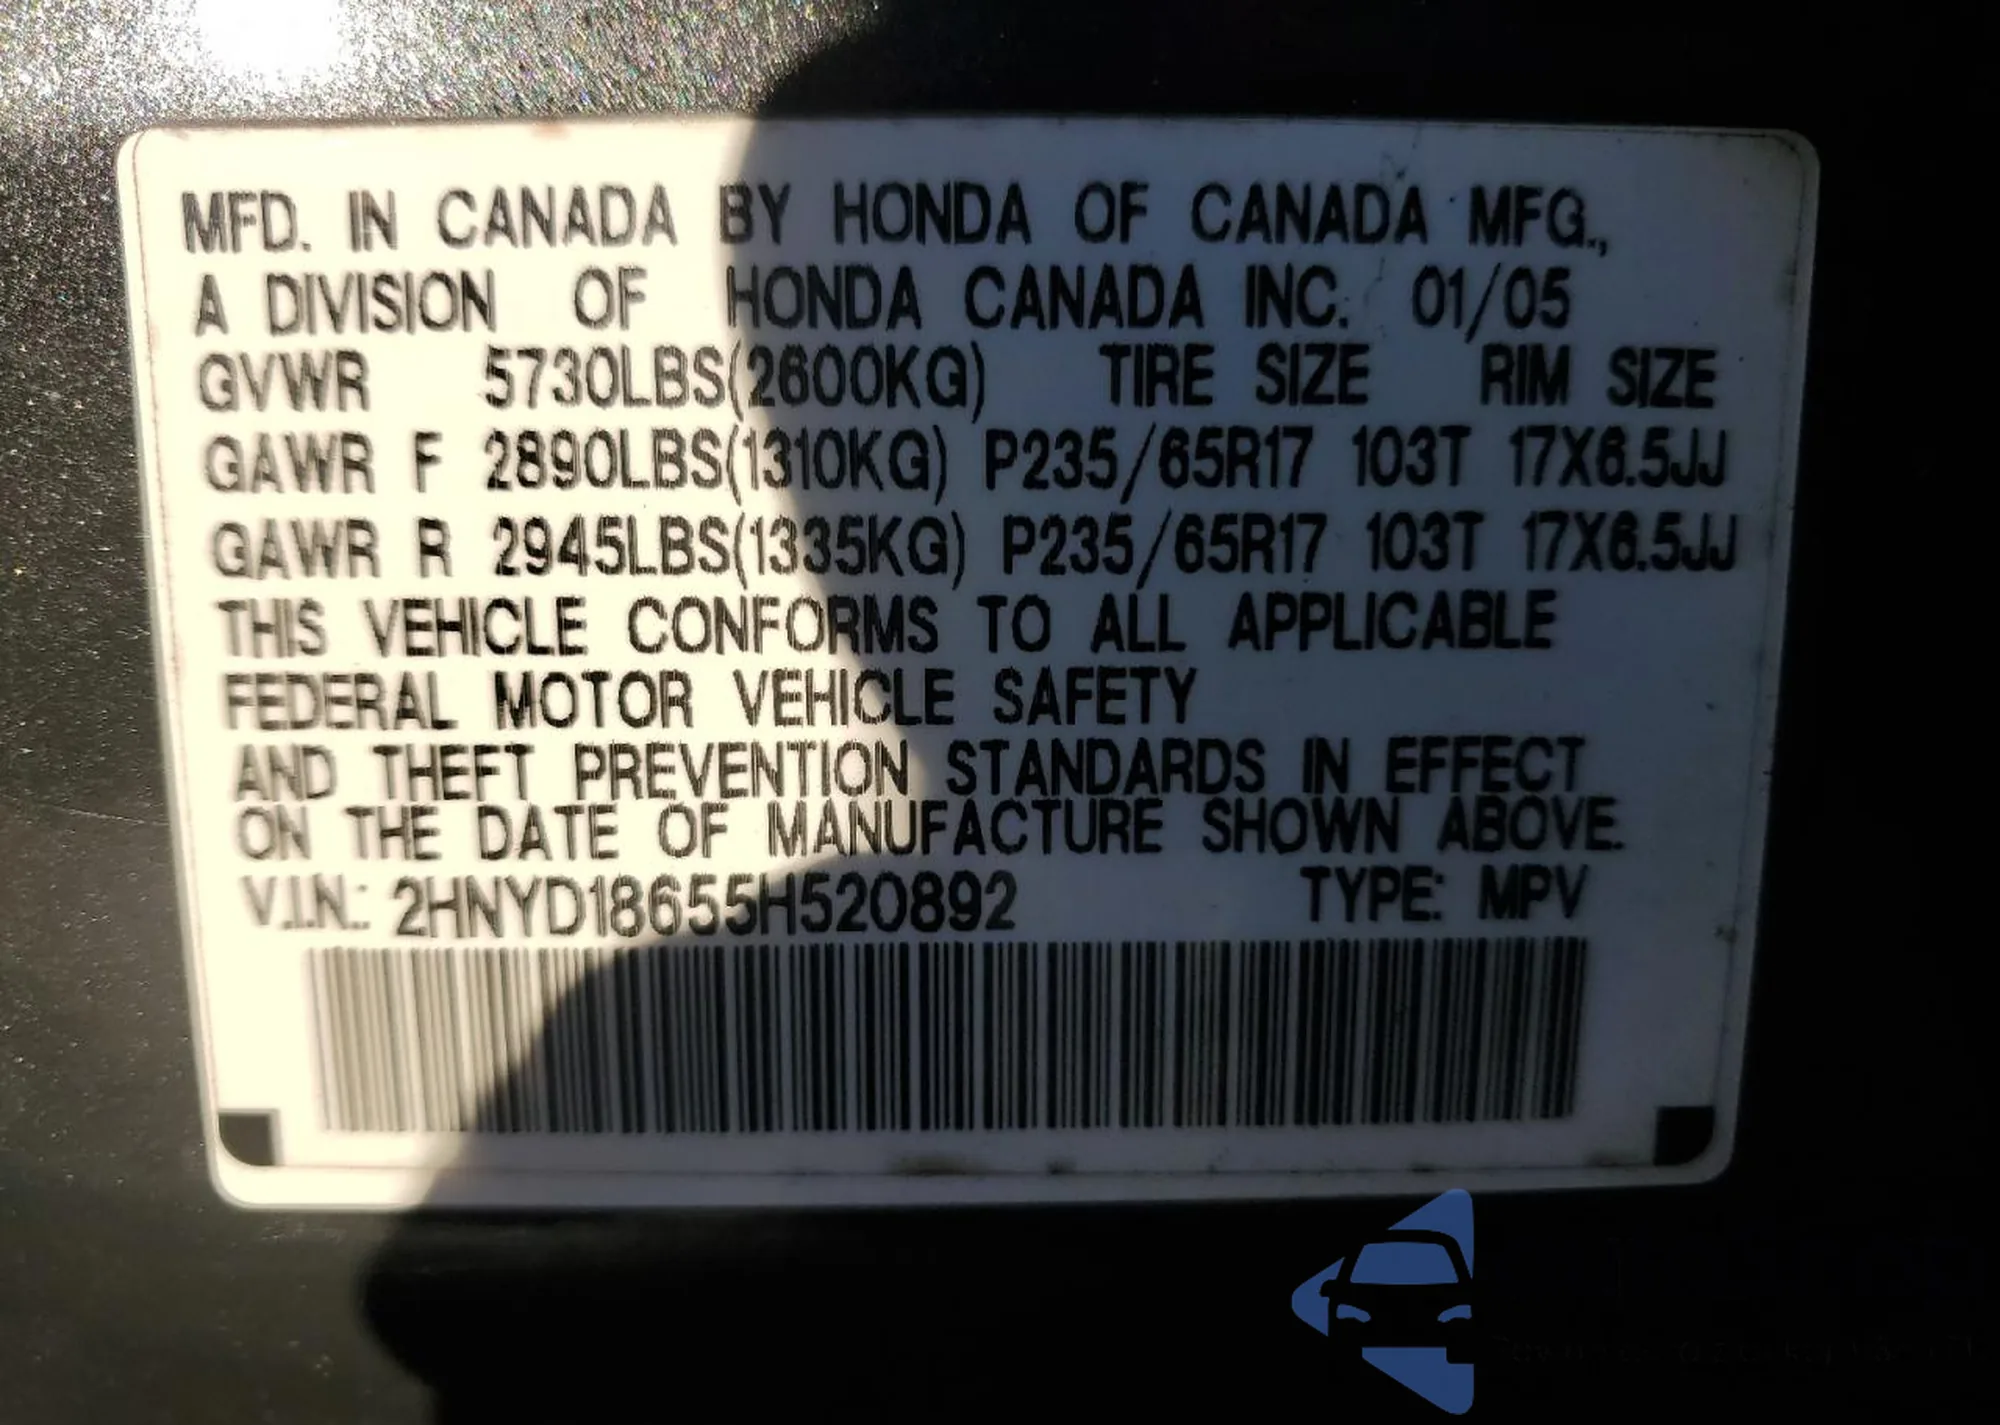 MFD. IN CANADA BY HONDA OF CANADA MFG.,
A DIVISION OF HONDA CANADA INC. 01/05
GVWR 5730LBS(2600KG) TIRE SIZE RIM SIZE
GAWR F 2890LBS(1310KG) P235/65R17 103T 17X6.5JJ
GAWR R 2945LBS(1335KG) P235/65R17 103T 17X6.5JJ
THIS VEHICLE CONFORMS TO ALL APPLICABLE
FEDERAL MOTOR VEHICLE SAFETY
AND THEFT PREVENTION STANDARDS IN EFFECT
ON THE DATE OF MANUFACTURE SHOWN ABOVE.
V.I.N.: 2HNYD18655H520892 TYPE: MPV